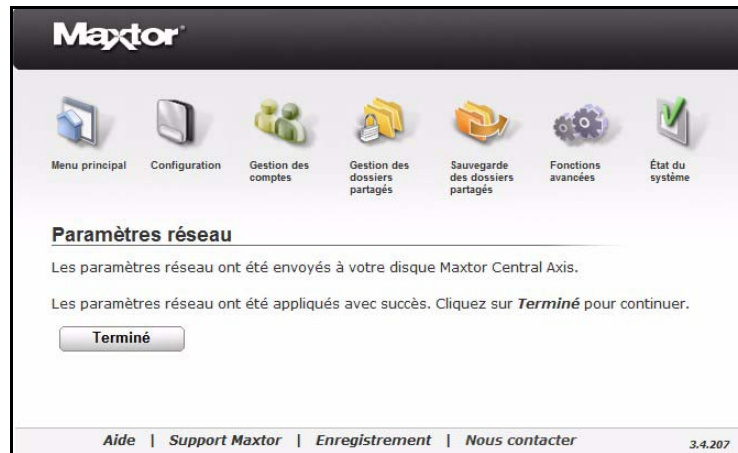 Maxtor
Menu principal
Configuration
Gestion des
comptes
Gestion des
dossiers
partagés
Sauvegarde
des dossiers
partagés
Fonctions
avancées
État du
système
Paramètres réseau
Les paramètres réseau ont été envoyés à votre disque Maxtor Central Axis.
Les paramètres réseau ont été appliqués avec succès. Cliquez sur Terminé pour continuer.
Terminé
Aide | Support Maxtor | Enregistrement | Nous contacter
3.4.207